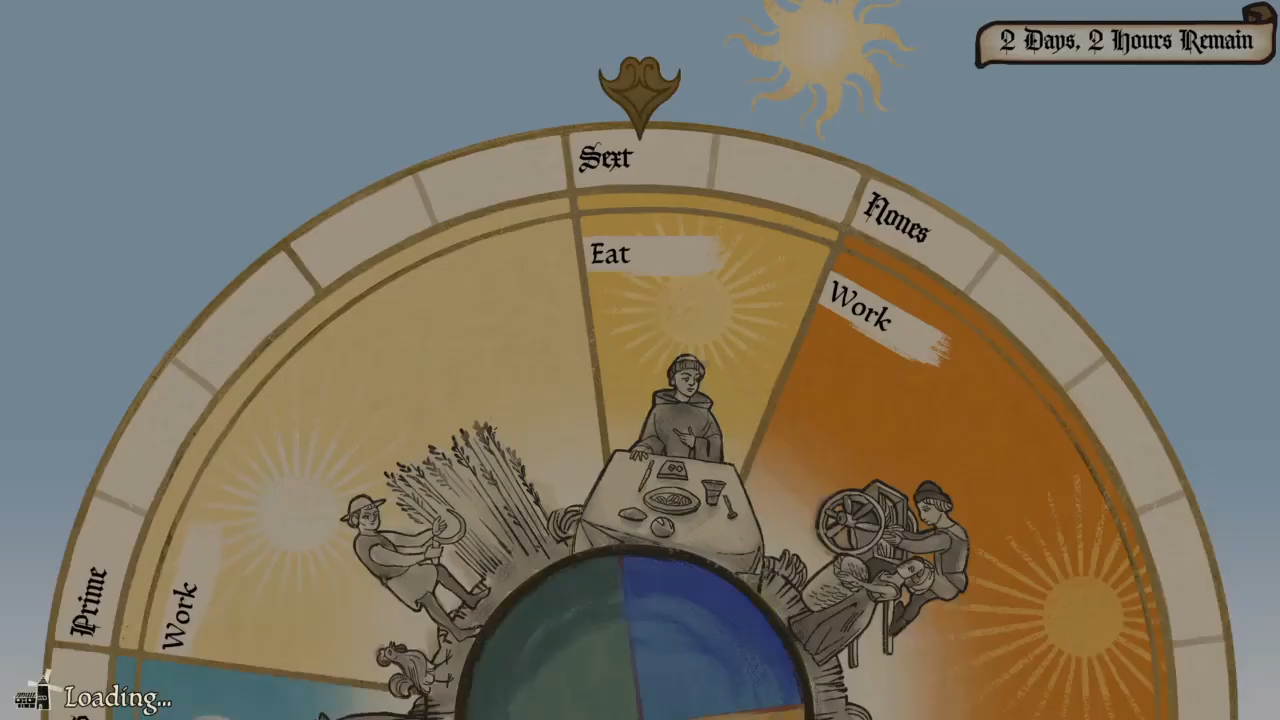 2 Days, 2 Hours Remain
Sext
Nones
Eat
Work
Prime
Work
Loading...